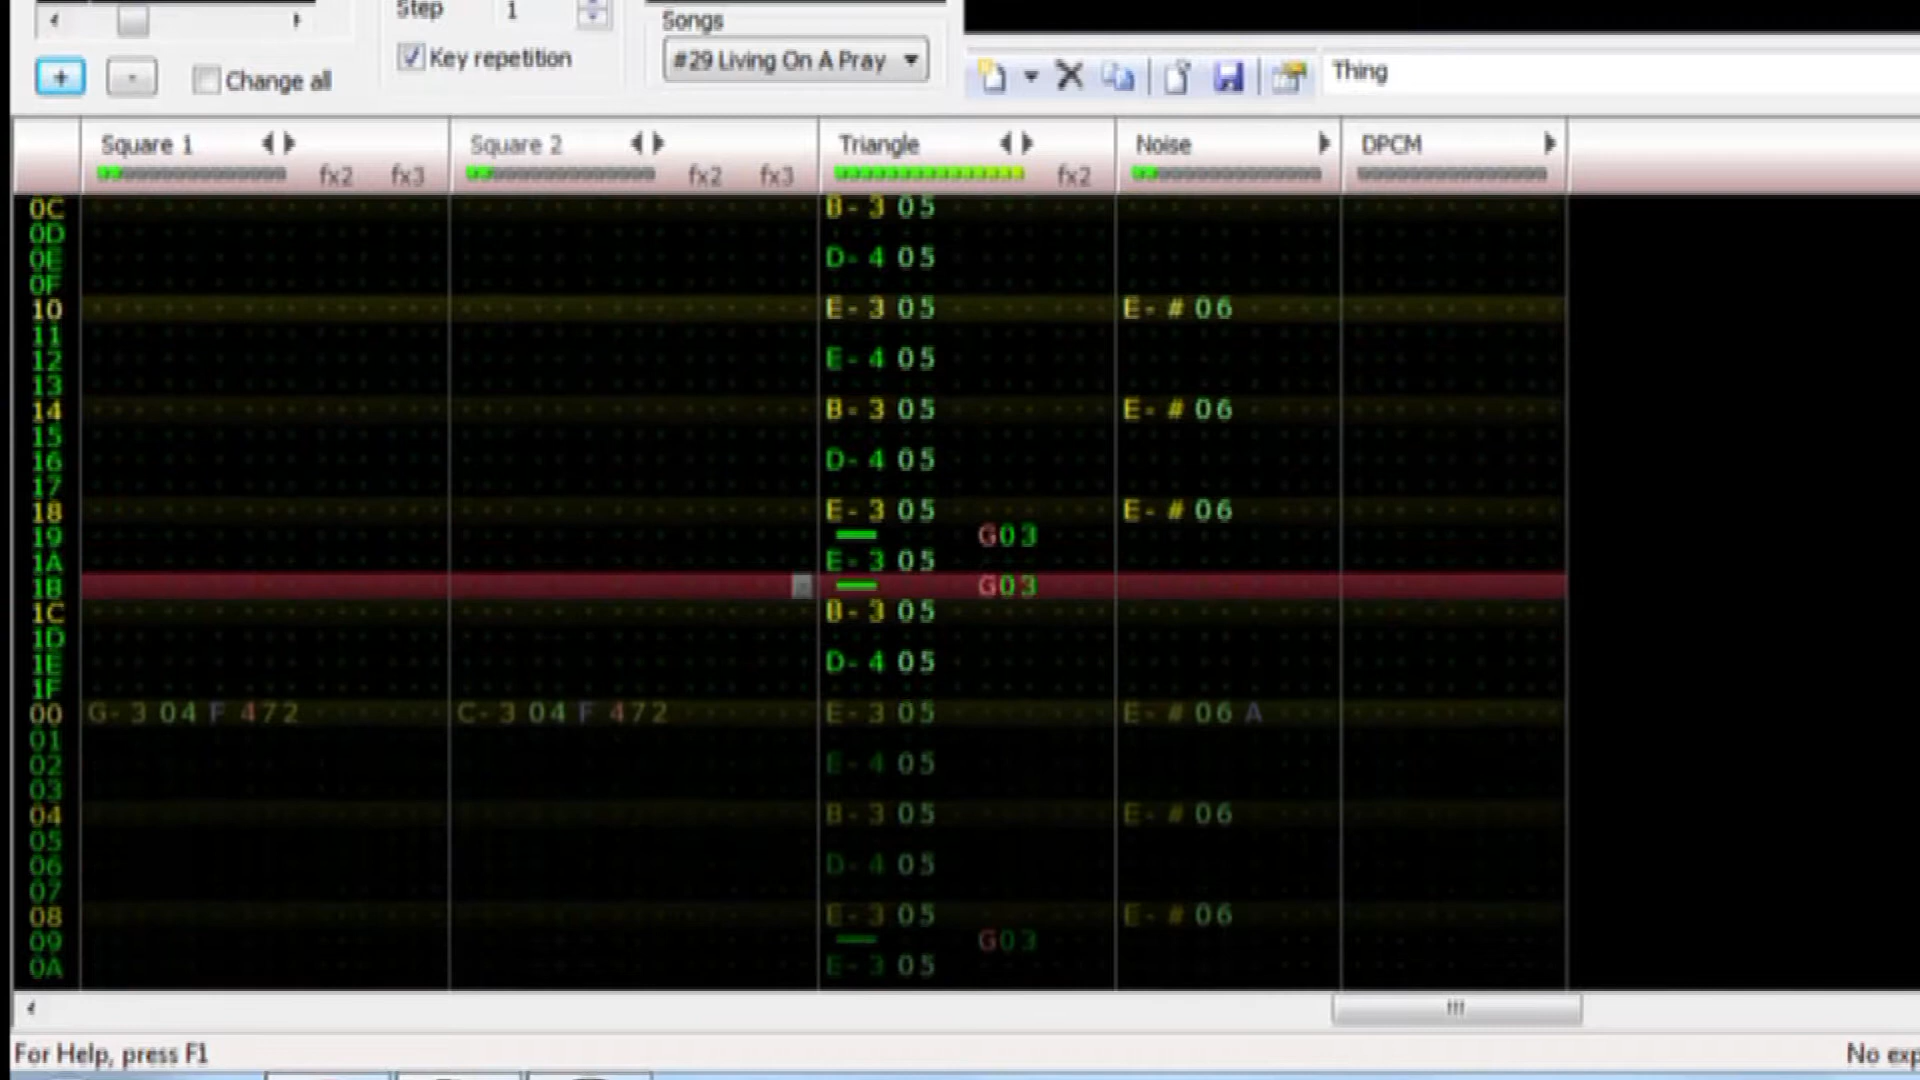 Step 1
Songs
Key repetition
#29 Living On A Pray
+ - Change all
Thing
Square 1 Square 2 Triangle Noise DPCM
fx2 fx3 fx2 fx3 fx2
0C B-3 05
0D
0E D-4 05
0F
10 E-3 05 E-# 06
11
12 E-4 05
13
14 B-3 05 E-# 06
15
16 D-4 05
17
18 E-3 05 E-# 06
19 G03
1A E-3 05
1B G03
1C B-3 05
1D
1E D-4 05
1F
00 G-3 04 F 472 C-3 04 F 472 E-3 05 E-# 06 A
01
02 E-4 05
03
04 B-3 05 E-# 06
05
06 D-4 05
07
08 E-3 05 E-# 06
09 G03
0A E-3 05
For Help, press F1
No exp